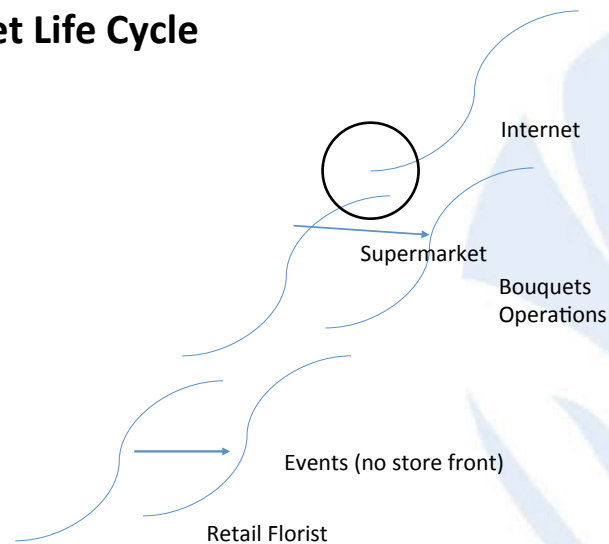 et Life Cycle
Internet
Supermarket
Bouquets
Operations
Events (no store front)
Retail Florist